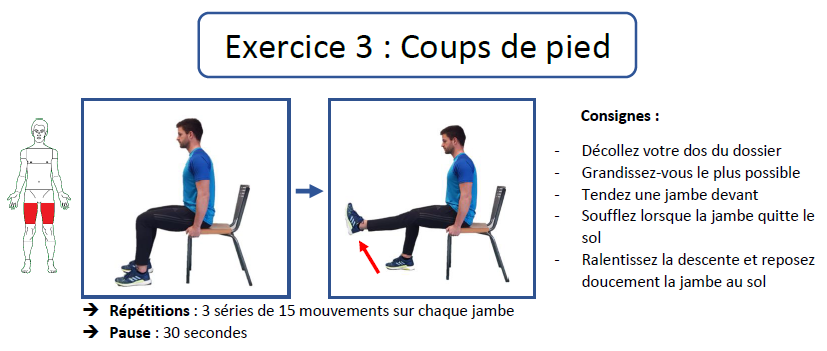 Exercice 3 : Coups de pied
Consignes :
- Décollez votre dos du dossier
- Grandissez-vous le plus possible
- Tendez une jambe devant
- Soufflez lorsque la jambe quitte le
sol
- Ralentissez la descente et reposez
doucement la jambe au sol
➔ Répétitions : 3 séries de 15 mouvements sur chaque jambe
➔ Pause : 30 secondes